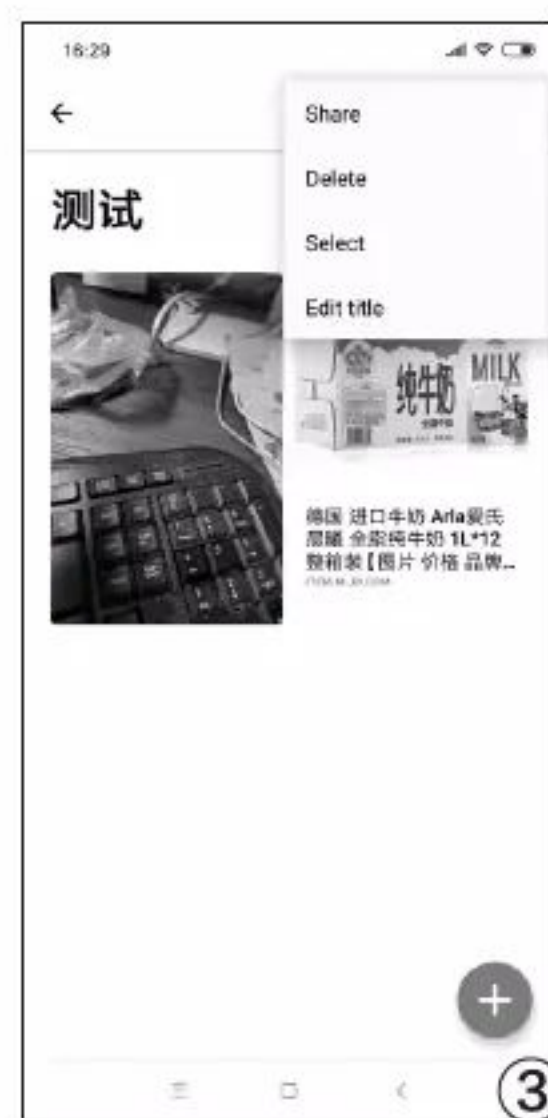 16:29
Share
Delete
Select
Edit title
测试
纯牛奶
MILK
德国 进口牛奶 Arla爱氏
晨曦 全脂纯牛奶 1L*12
整箱装【图片 价格 品牌...
③